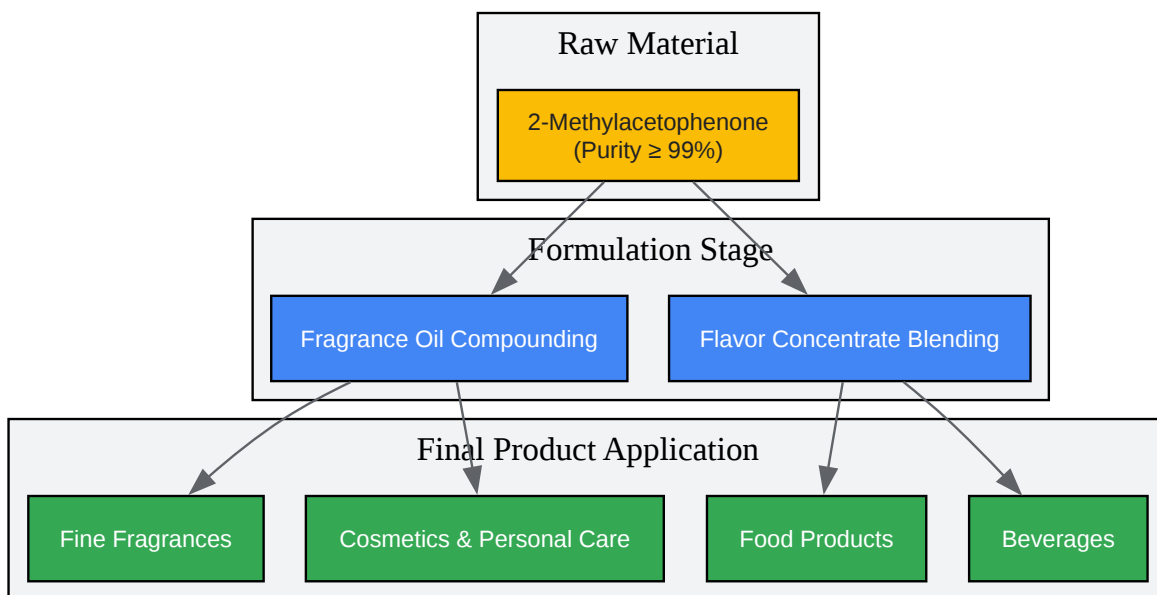 Raw Material
2-Methylacetophenone
(Purity ≥ 99%)
Formulation Stage
Fragrance Oil Compounding
Flavor Concentrate Blending
Final Product Application
Fine Fragrances
Cosmetics & Personal Care
Food Products
Beverages